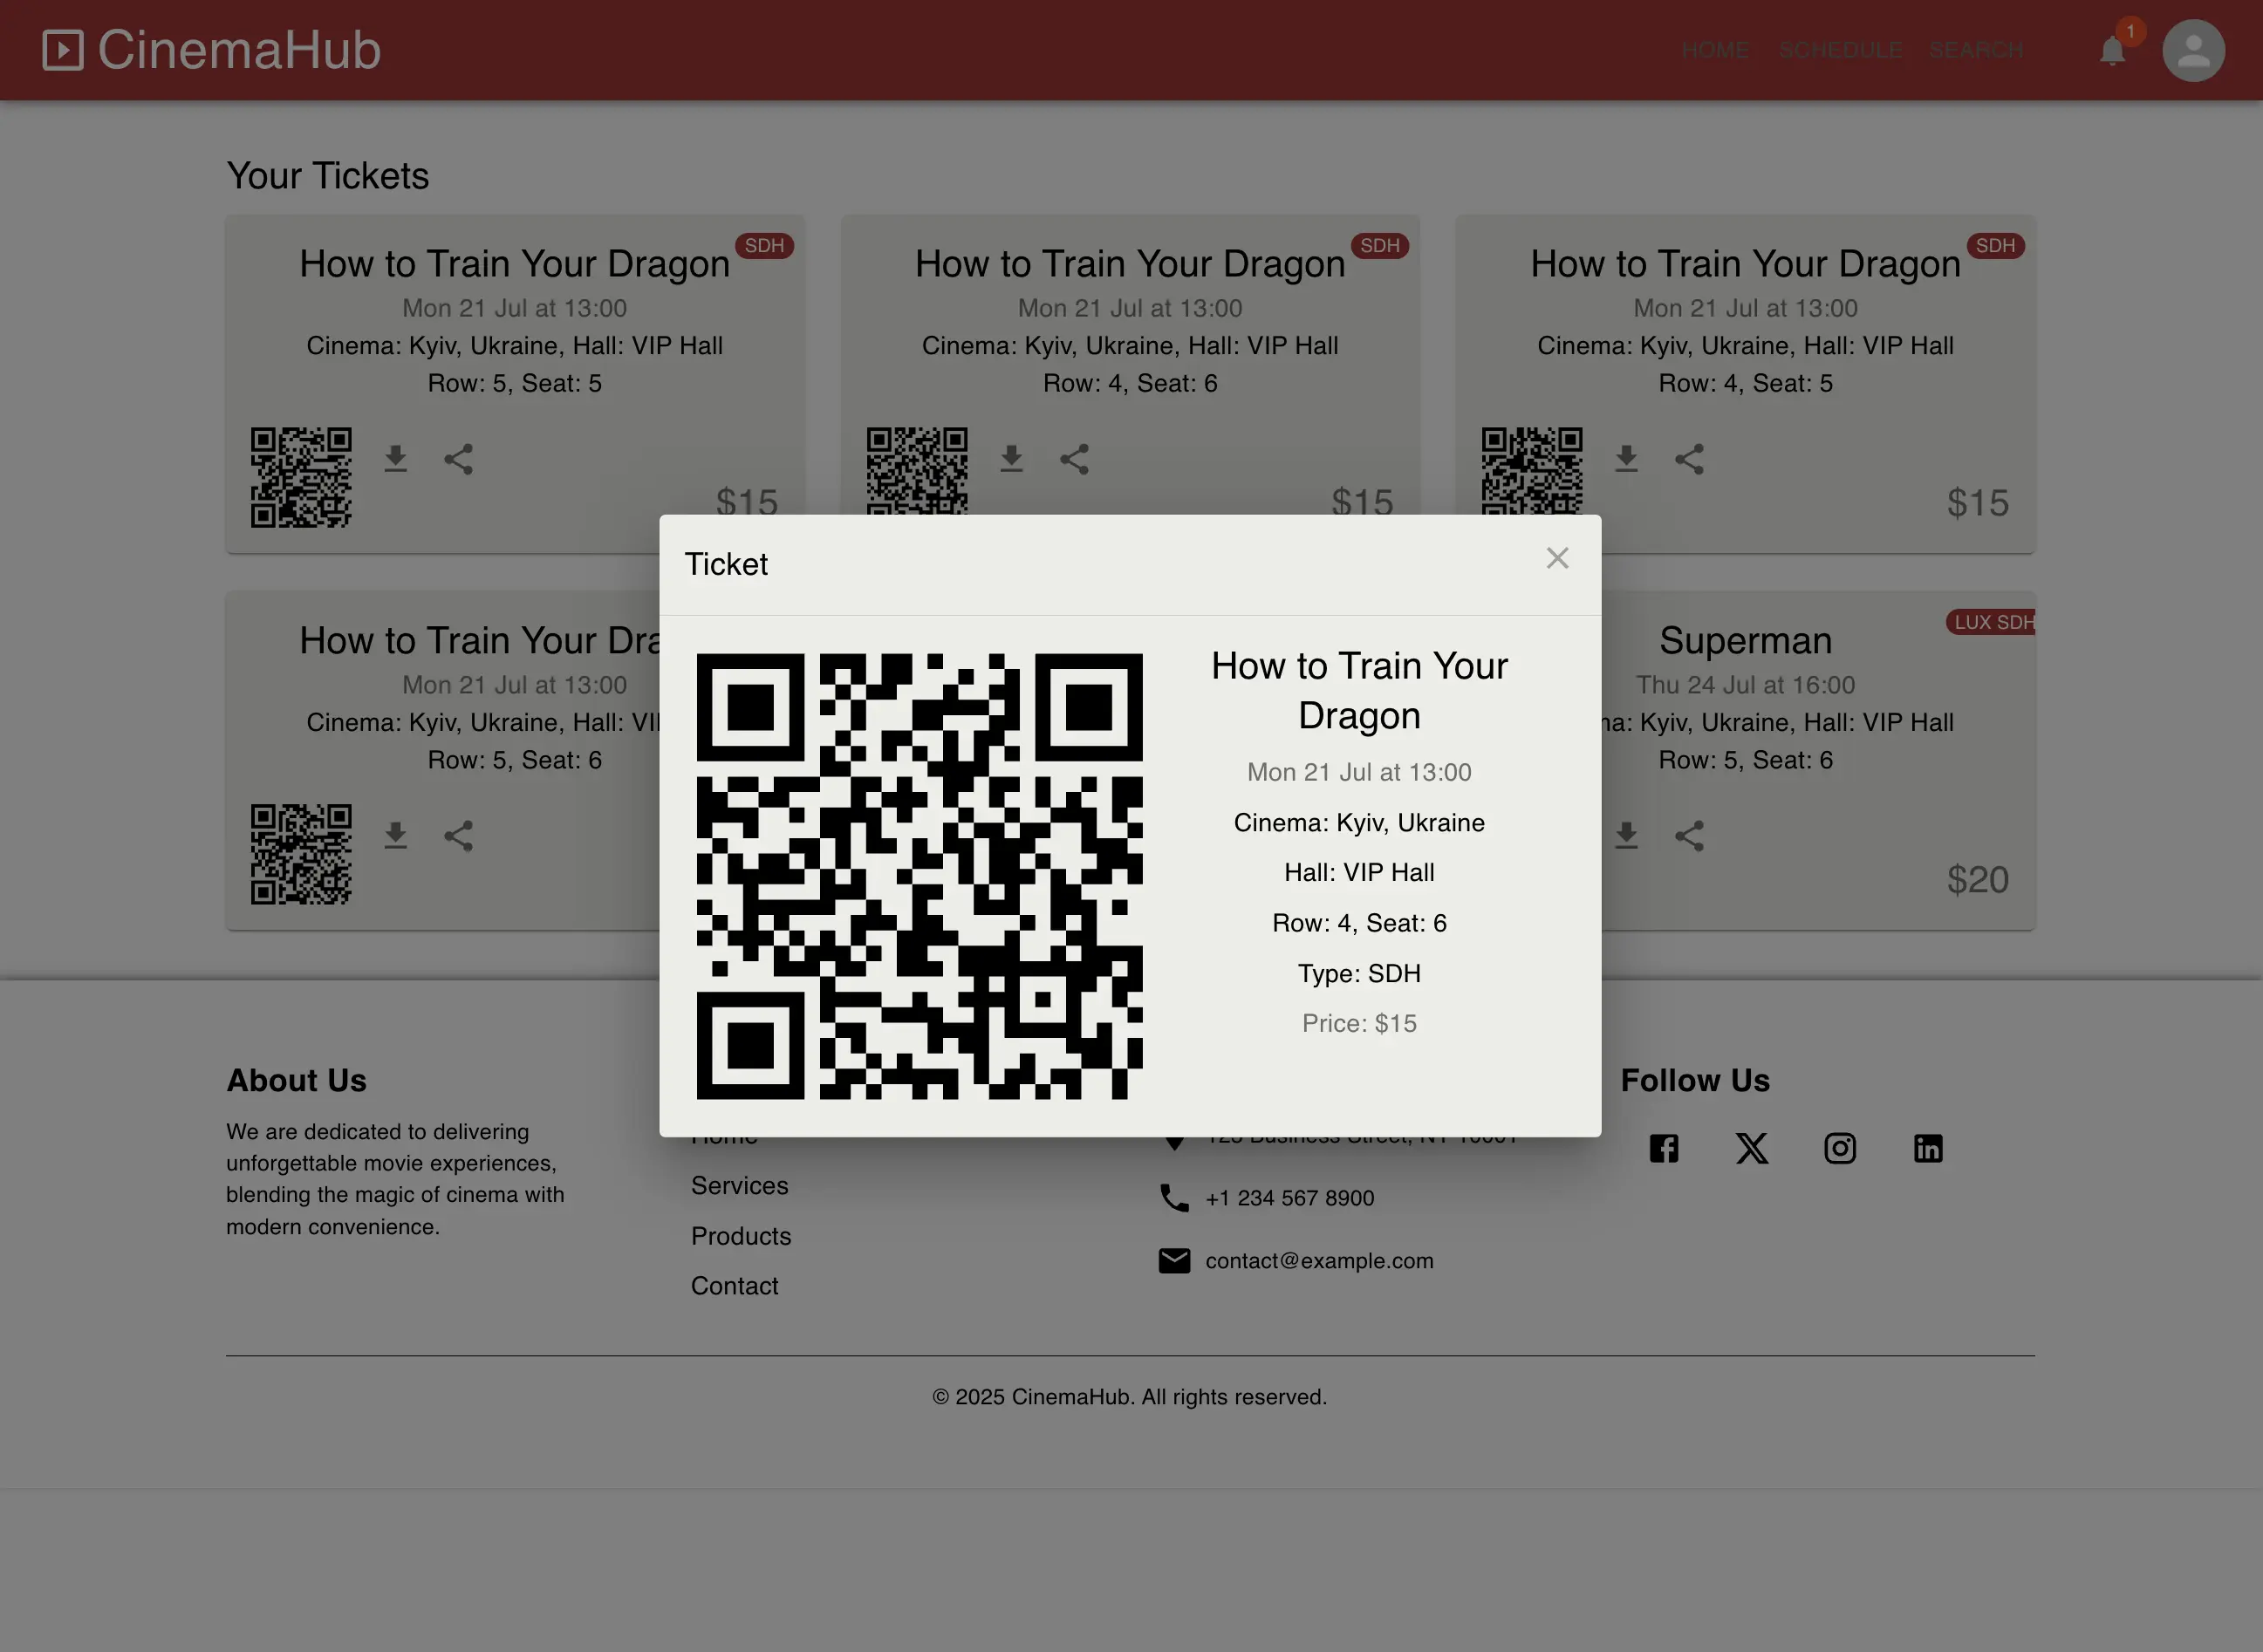 CinemaHub
HOME SCHEDULE SEARCH
1
Your Tickets
SDH
How to Train Your Dragon
Mon 21 Jul at 13:00
Cinema: Kyiv, Ukraine, Hall: VIP Hall
Row: 5, Seat: 5
$15
SDH
How to Train Your Dragon
Mon 21 Jul at 13:00
Cinema: Kyiv, Ukraine, Hall: VIP Hall
Row: 4, Seat: 6
$15
SDH
How to Train Your Dragon
Mon 21 Jul at 13:00
Cinema: Kyiv, Ukraine, Hall: VIP Hall
Row: 4, Seat: 5
$15
How to Train Your Dra
Mon 21 Jul at 13:00
Cinema: Kyiv, Ukraine, Hall: VI
Row: 5, Seat: 6
LUX SDH
Superman
Thu 24 Jul at 16:00
na: Kyiv, Ukraine, Hall: VIP Hall
Row: 5, Seat: 6
$20
Ticket
How to Train Your
Dragon
Mon 21 Jul at 13:00
Cinema: Kyiv, Ukraine
Hall: VIP Hall
Row: 4, Seat: 6
Type: SDH
Price: $15
About Us
We are dedicated to delivering
unforgettable movie experiences,
blending the magic of cinema with
modern convenience.
Home
Services
Products
Contact
123 Business Street, NY 10001
+1 234 567 8900
contact@example.com
Follow Us
© 2025 CinemaHub. All rights reserved.